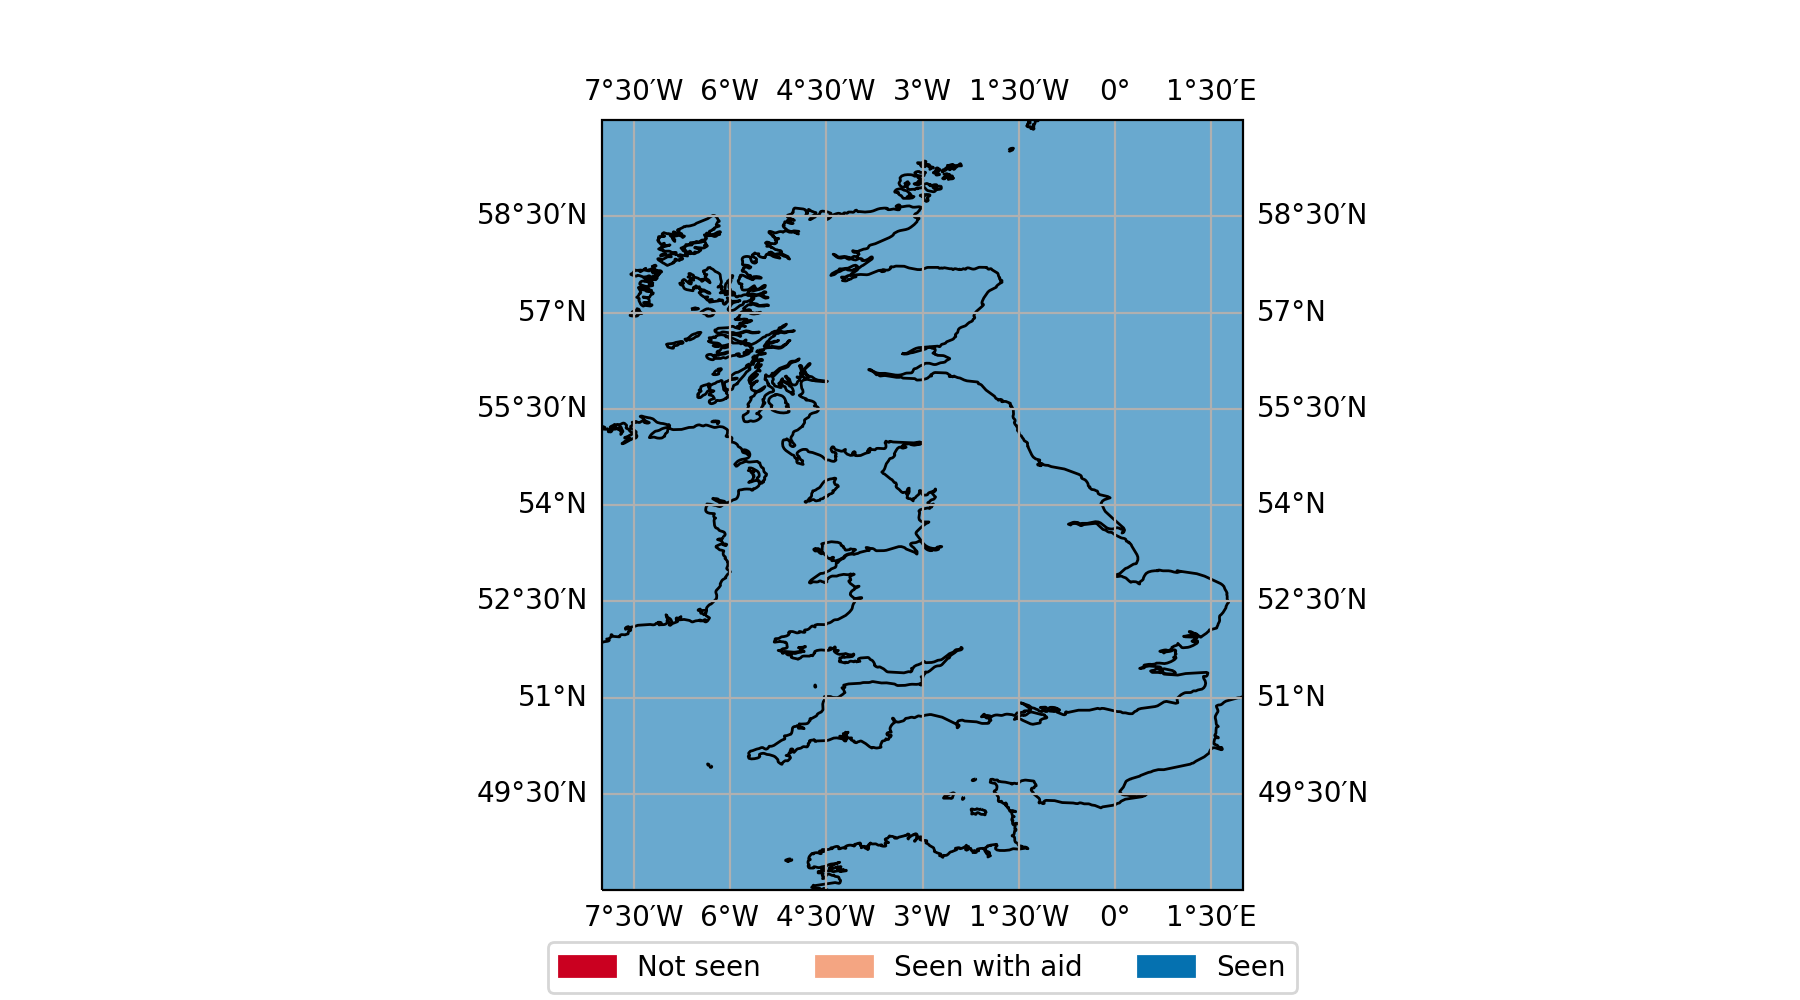 7°30′W 6°W 4°30′W 3°W 1°30′W 0° 1°30′E
58°30′N 58°30′N
57°N 57°N
55°30′N 55°30′N
54°N 54°N
52°30′N 52°30′N
51°N 51°N
49°30′N 49°30′N
7°30′W 6°W 4°30′W 3°W 1°30′W 0° 1°30′E
Not seen Seen with aid Seen